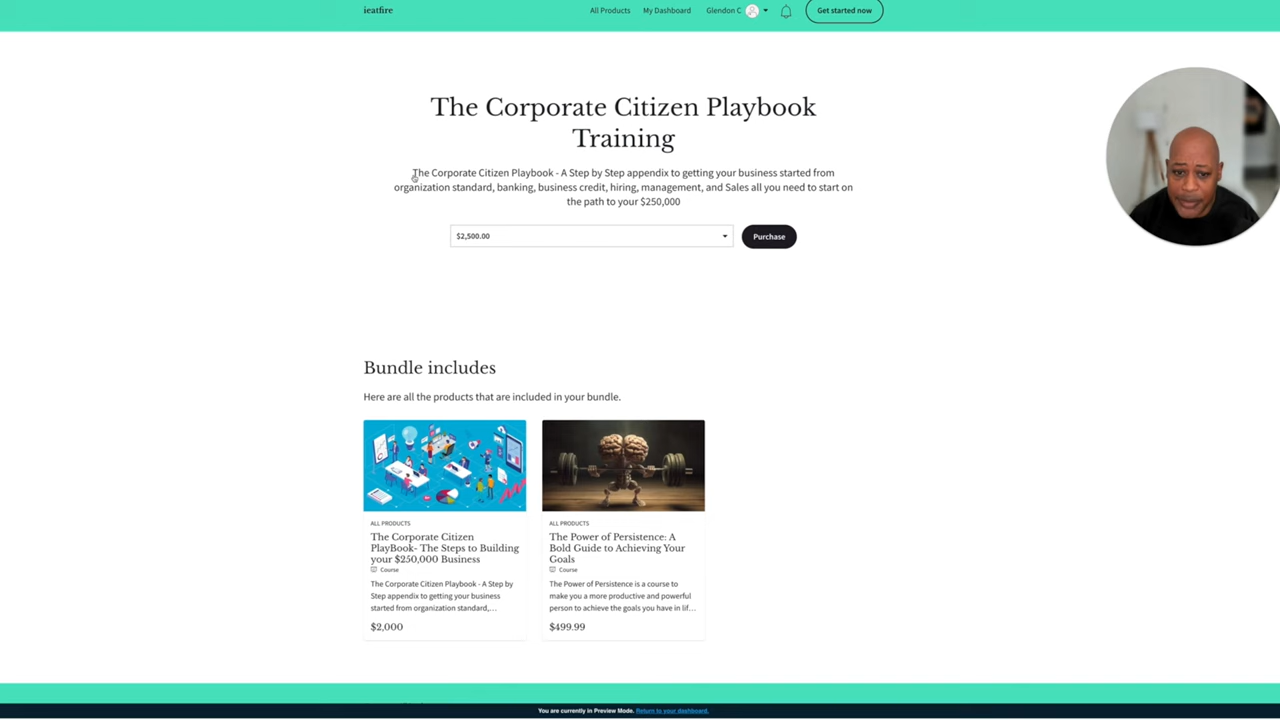 ieatfire
All Products
My Dashboard
Glendon C
Get started now
The Corporate Citizen Playbook
Training
The Corporate Citizen Playbook - A Step by Step appendix to getting your business started from
organization standard, banking, business credit, hiring, management, and Sales all you need to start on
the path to your $250,000
$2,500.00
Purchase
Bundle includes
Here are all the products that are included in your bundle.
ALL PRODUCTS
The Corporate Citizen
PlayBook- The Steps to Building
your $250,000 Business
Course
The Corporate Citizen Playbook - A Step by
Step appendix to getting your business
started from organization standard,...
$2,000
ALL PRODUCTS
The Power of Persistence: A
Bold Guide to Achieving Your
Goals
Course
The Power of Persistence is a course to
make you a more productive and powerful
person to achieve the goals you have in lif...
$499.99
You are currently in Preview Mode. Return to your dashboard.